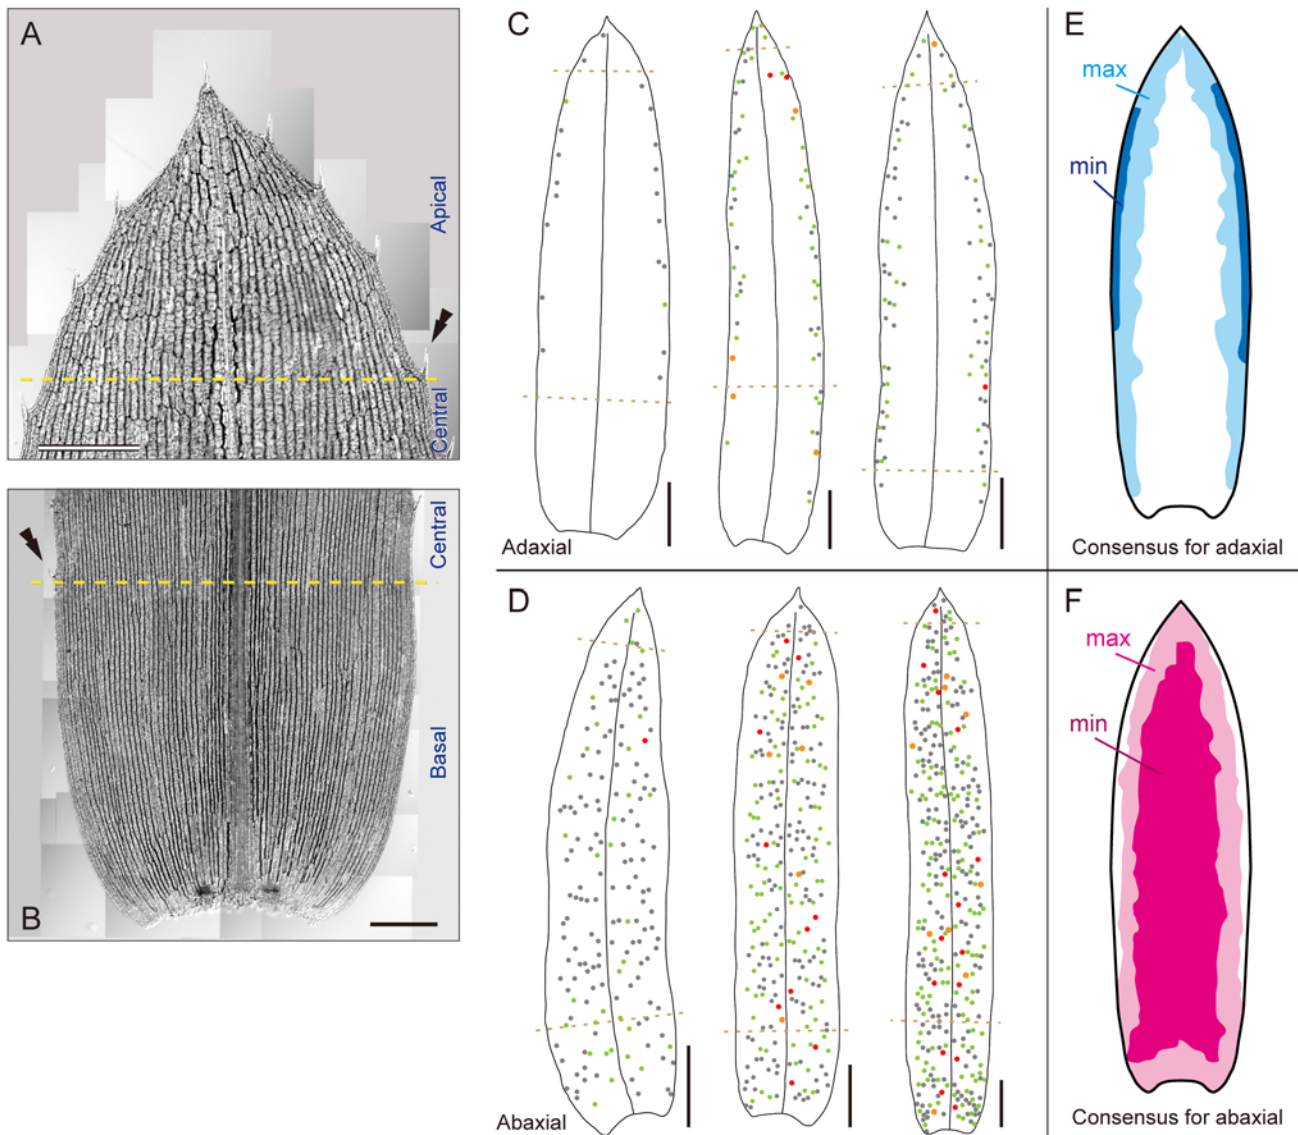 A
Apical
Central
B
Central
Basal
C
Adaxial
D
Abaxial
E
max
min
Consensus for adaxial
F
max
min
Consensus for abaxial